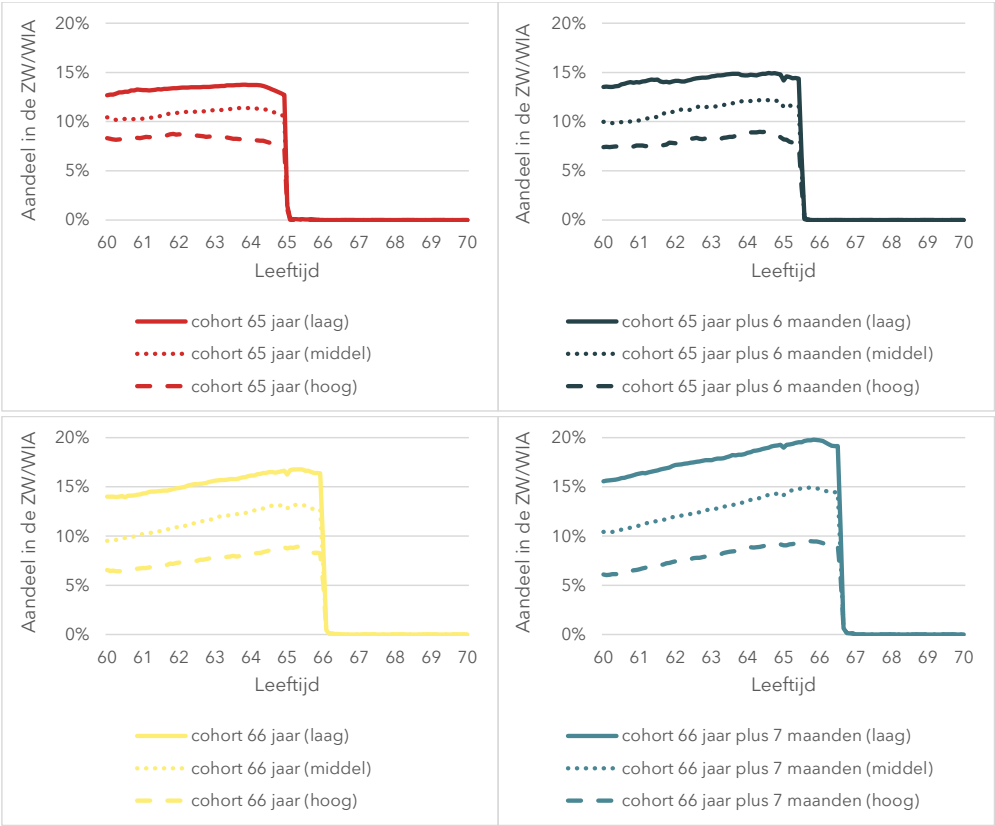 Aandeel in de ZW/WIA
20%
15%
10%
5%
0%
60 61 62 63 64 65 66 67 68 69 70
Leeftijd
cohort 65 jaar (laag)
cohort 65 jaar (middel)
cohort 65 jaar (hoog)
Aandeel in de ZW/WIA
20%
15%
10%
5%
0%
60 61 62 63 64 65 66 67 68 69 70
Leeftijd
cohort 65 jaar plus 6 maanden (laag)
cohort 65 jaar plus 6 maanden (middel)
cohort 65 jaar plus 6 maanden (hoog)
Aandeel in de ZW/WIA
20%
15%
10%
5%
0%
60 61 62 63 64 65 66 67 68 69 70
Leeftijd
cohort 66 jaar (laag)
cohort 66 jaar (middel)
cohort 66 jaar (hoog)
Aandeel in de ZW/WIA
20%
15%
10%
5%
0%
60 61 62 63 64 65 66 67 68 69 70
Leeftijd
cohort 66 jaar plus 7 maanden (laag)
cohort 66 jaar plus 7 maanden (middel)
cohort 66 jaar plus 7 maanden (hoog)